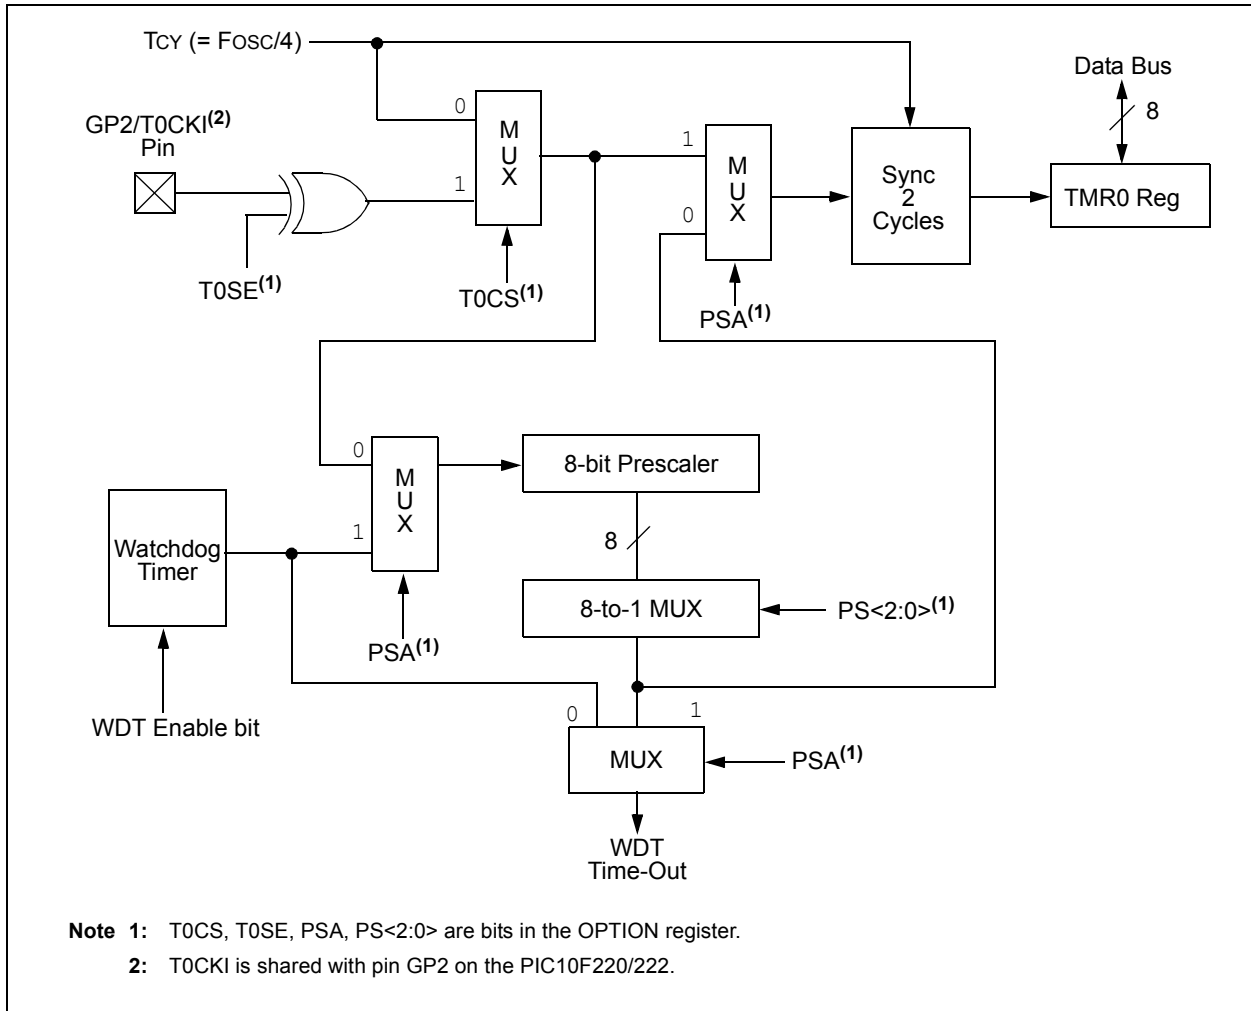 TCY (= FOSC/4)
Data Bus
8
GP2/T0CKI(2)
Pin
0
M
U
X
1
T0SE(1)
T0CS(1)
1
M
U
X
0
PSA(1)
Sync
2
Cycles
TMR0 Reg
0
M
U
X
1
8-bit Prescaler
8
Watchdog
Timer
8-to-1 MUX
PS<2:0>(1)
PSA(1)
WDT Enable bit
0
1
MUX
PSA(1)
WDT
Time-Out
Note 1: T0CS, T0SE, PSA, PS<2:0> are bits in the OPTION register.
2: T0CKI is shared with pin GP2 on the PIC10F220/222.